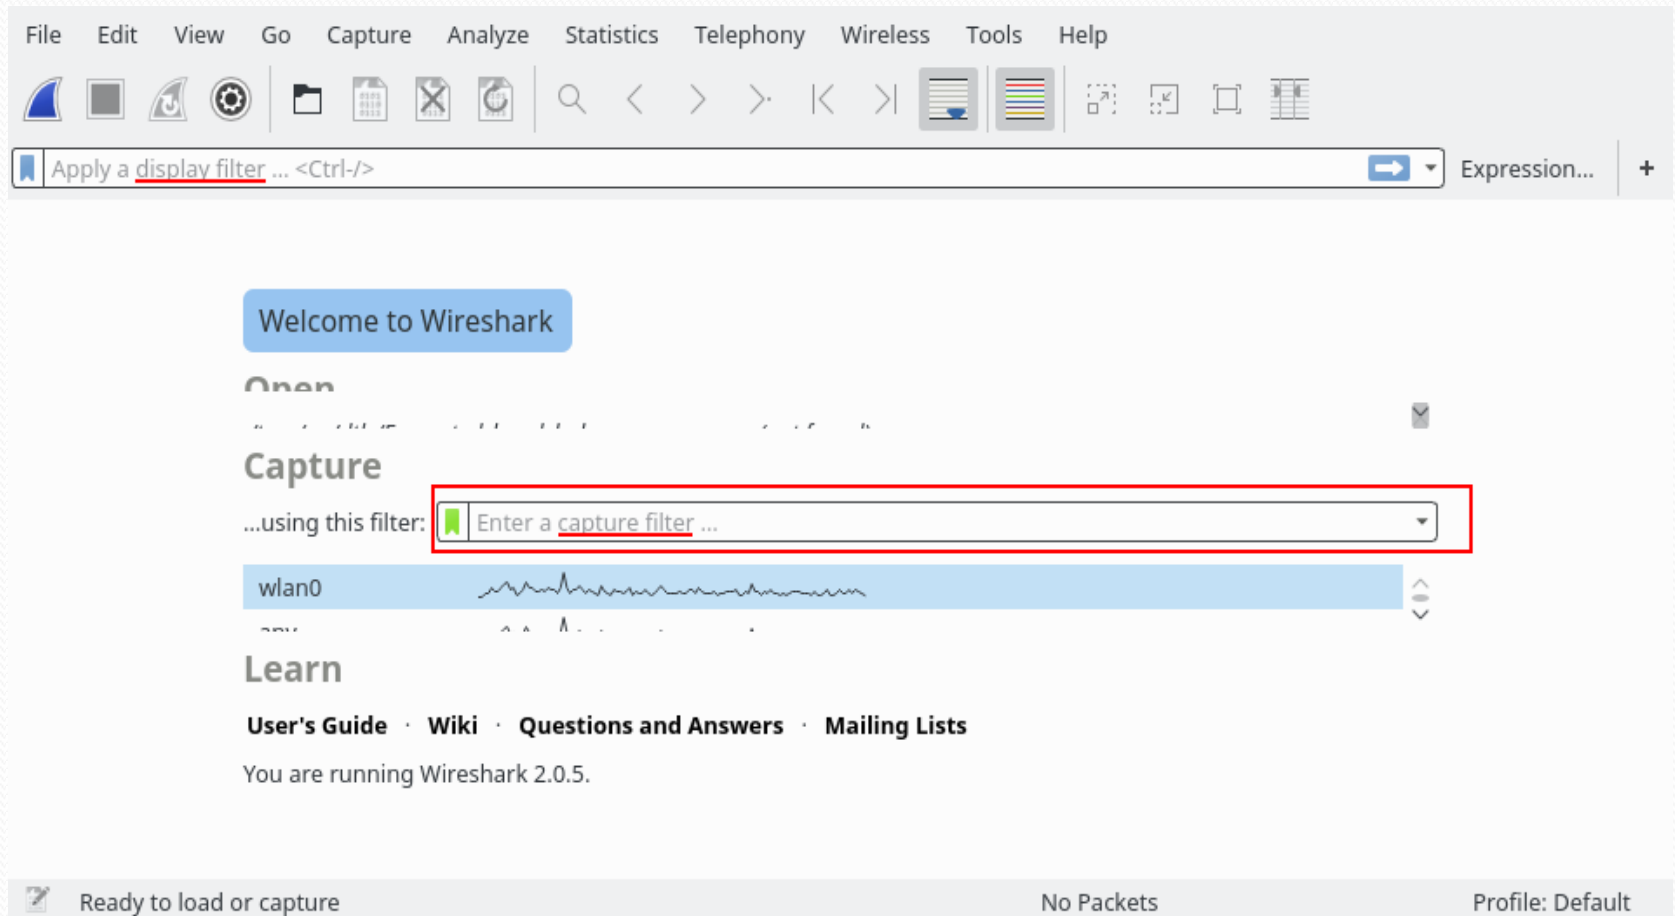 File Edit View Go Capture Analyze Statistics Telephony Wireless Tools Help
Apply a display filter ... <Ctrl-/> Expression... +
Welcome to Wireshark
Open
Capture
...using this filter: Enter a capture filter ...
wlan0
any
Learn
User's Guide · Wiki · Questions and Answers · Mailing Lists
You are running Wireshark 2.0.5.
Ready to load or capture No Packets Profile: Default